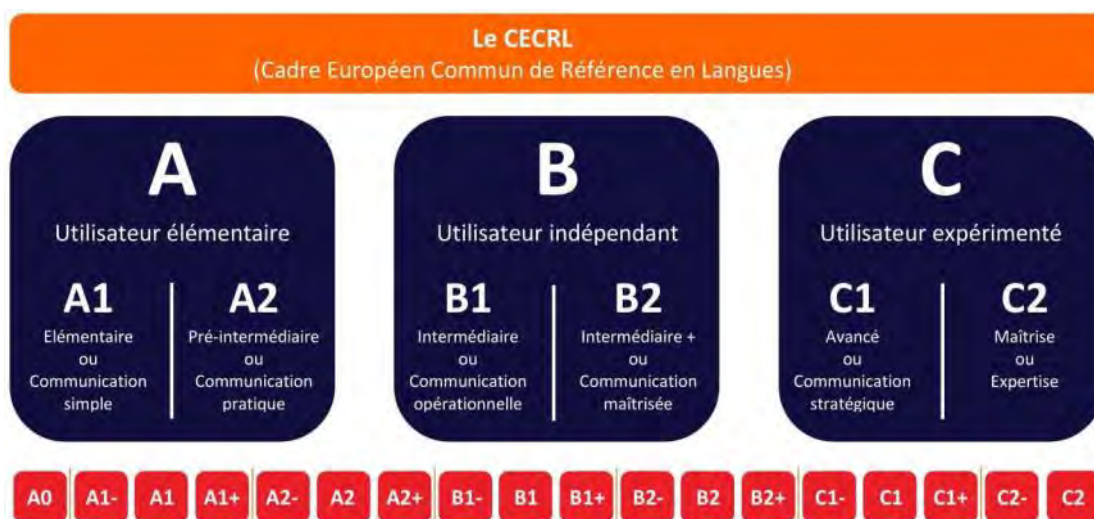 Le CECRL
(Cadre Européen Commun de Référence en Langues)
A
Utilisateur élémentaire
A1
Elémentaire
ou
Communication
simple
A2
Pré-intermédiaire
ou
Communication
pratique
B
Utilisateur indépendant
B1
Intermédiaire
ou
Communication
opérationnelle
B2
Intermédiaire +
ou
Communication
maîtrisée
C
Utilisateur expérimenté
C1
Avancé
ou
Communication
stratégique
C2
Maîtrise
ou
Expertise
A0 A1- A1 A1+ A2- A2 A2+ B1- B1 B1+ B2- B2 B2+ C1- C1 C1+ C2- C2